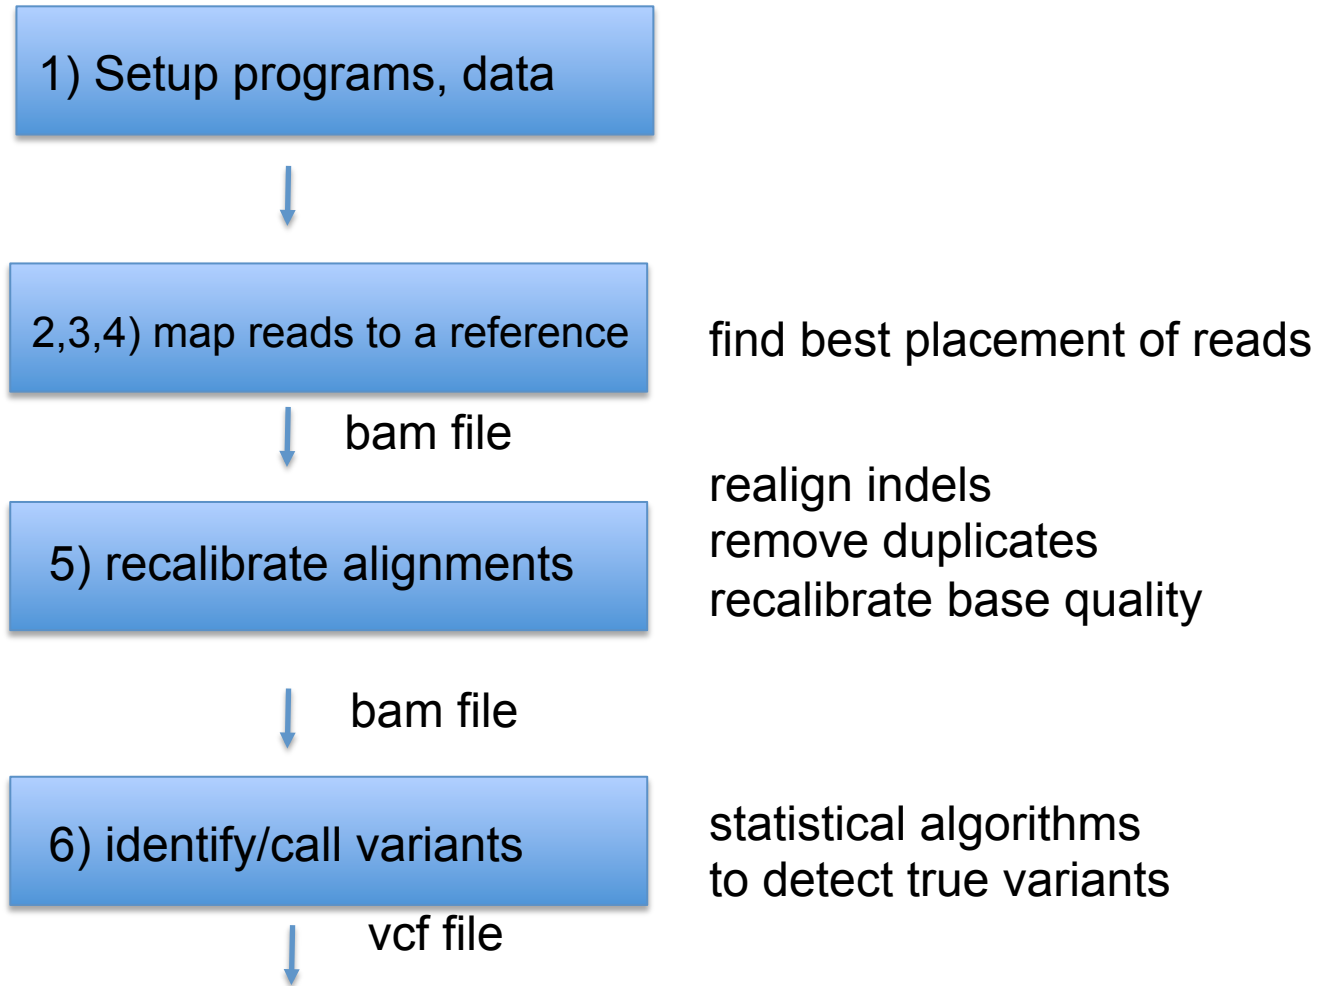 1) Setup programs, data
2,3,4) map reads to a reference
find best placement of reads
bam file
5) recalibrate alignments
realign indels
remove duplicates
recalibrate base quality
bam file
6) identify/call variants
statistical algorithms
to detect true variants
vcf file